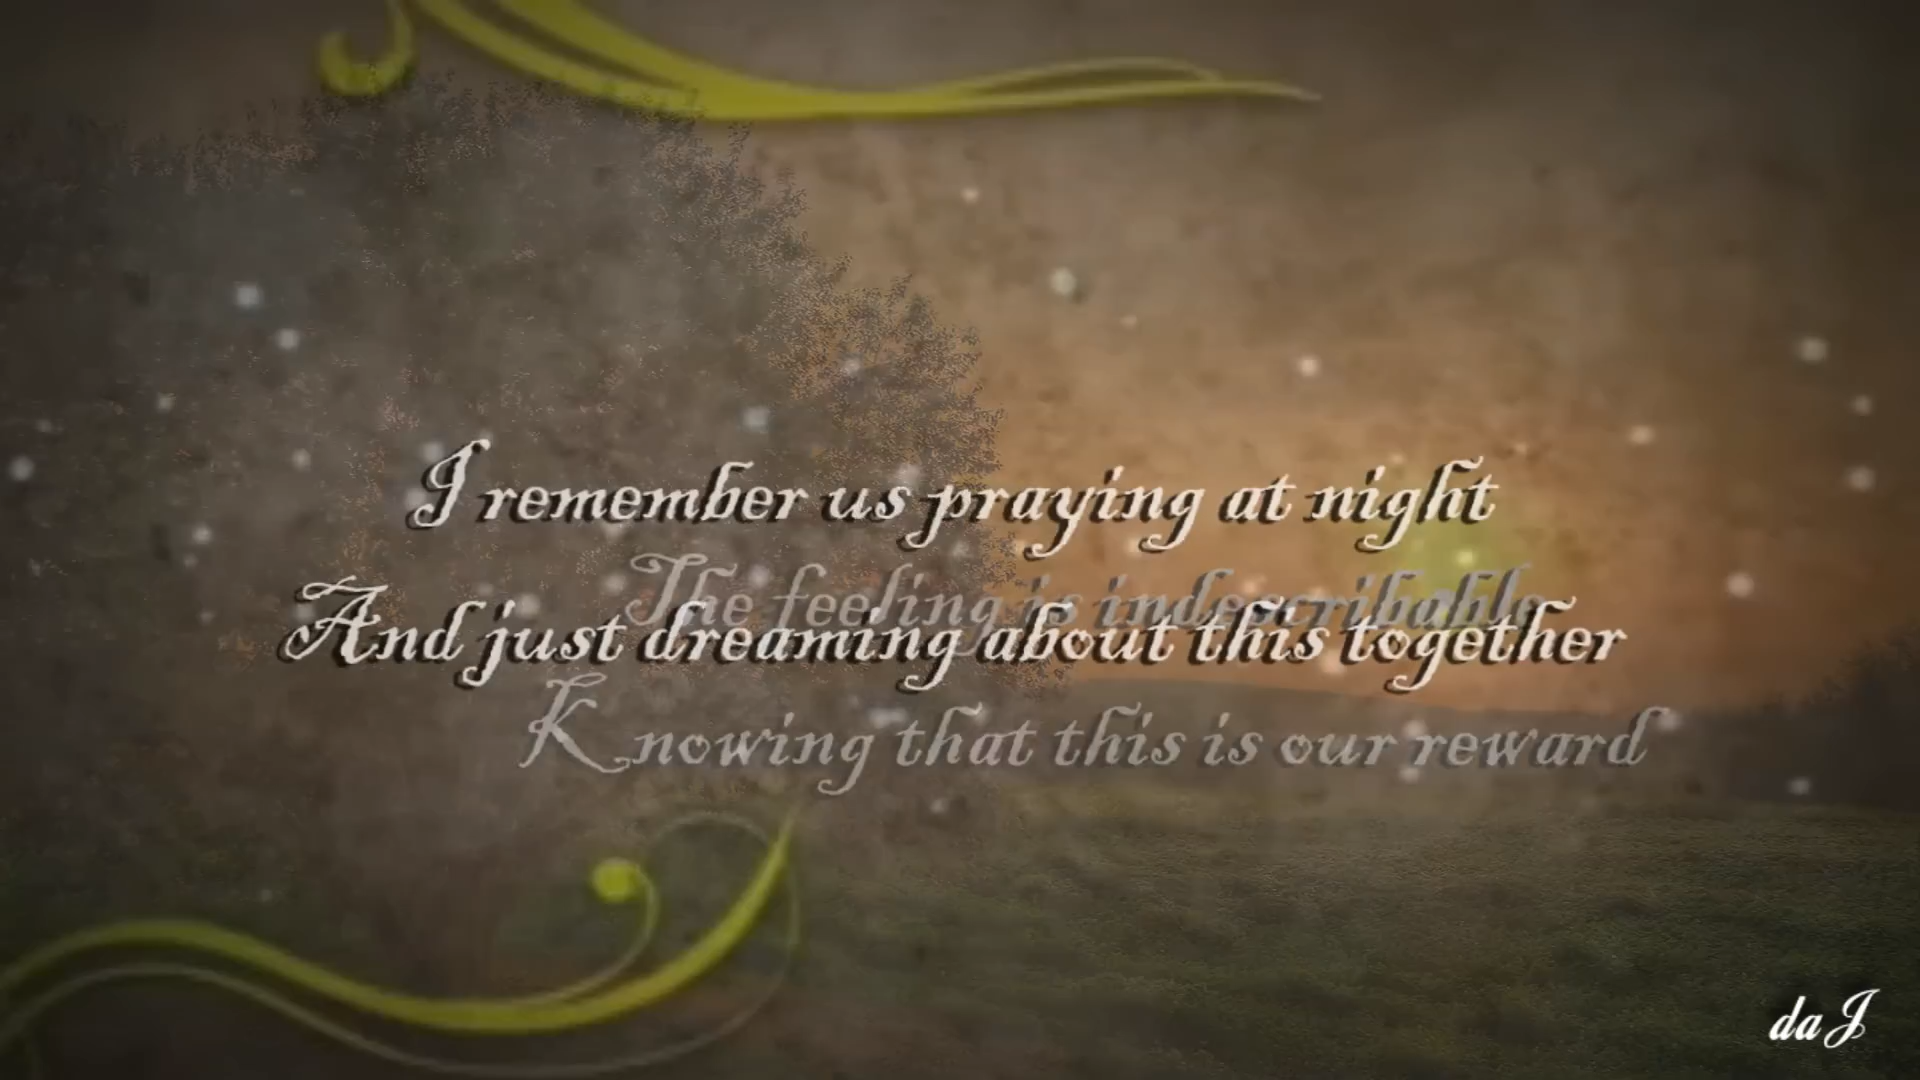 I remember us praying at night
The feeling is indescribable
And just dreaming about this together
Knowing that this is our reward
daJ